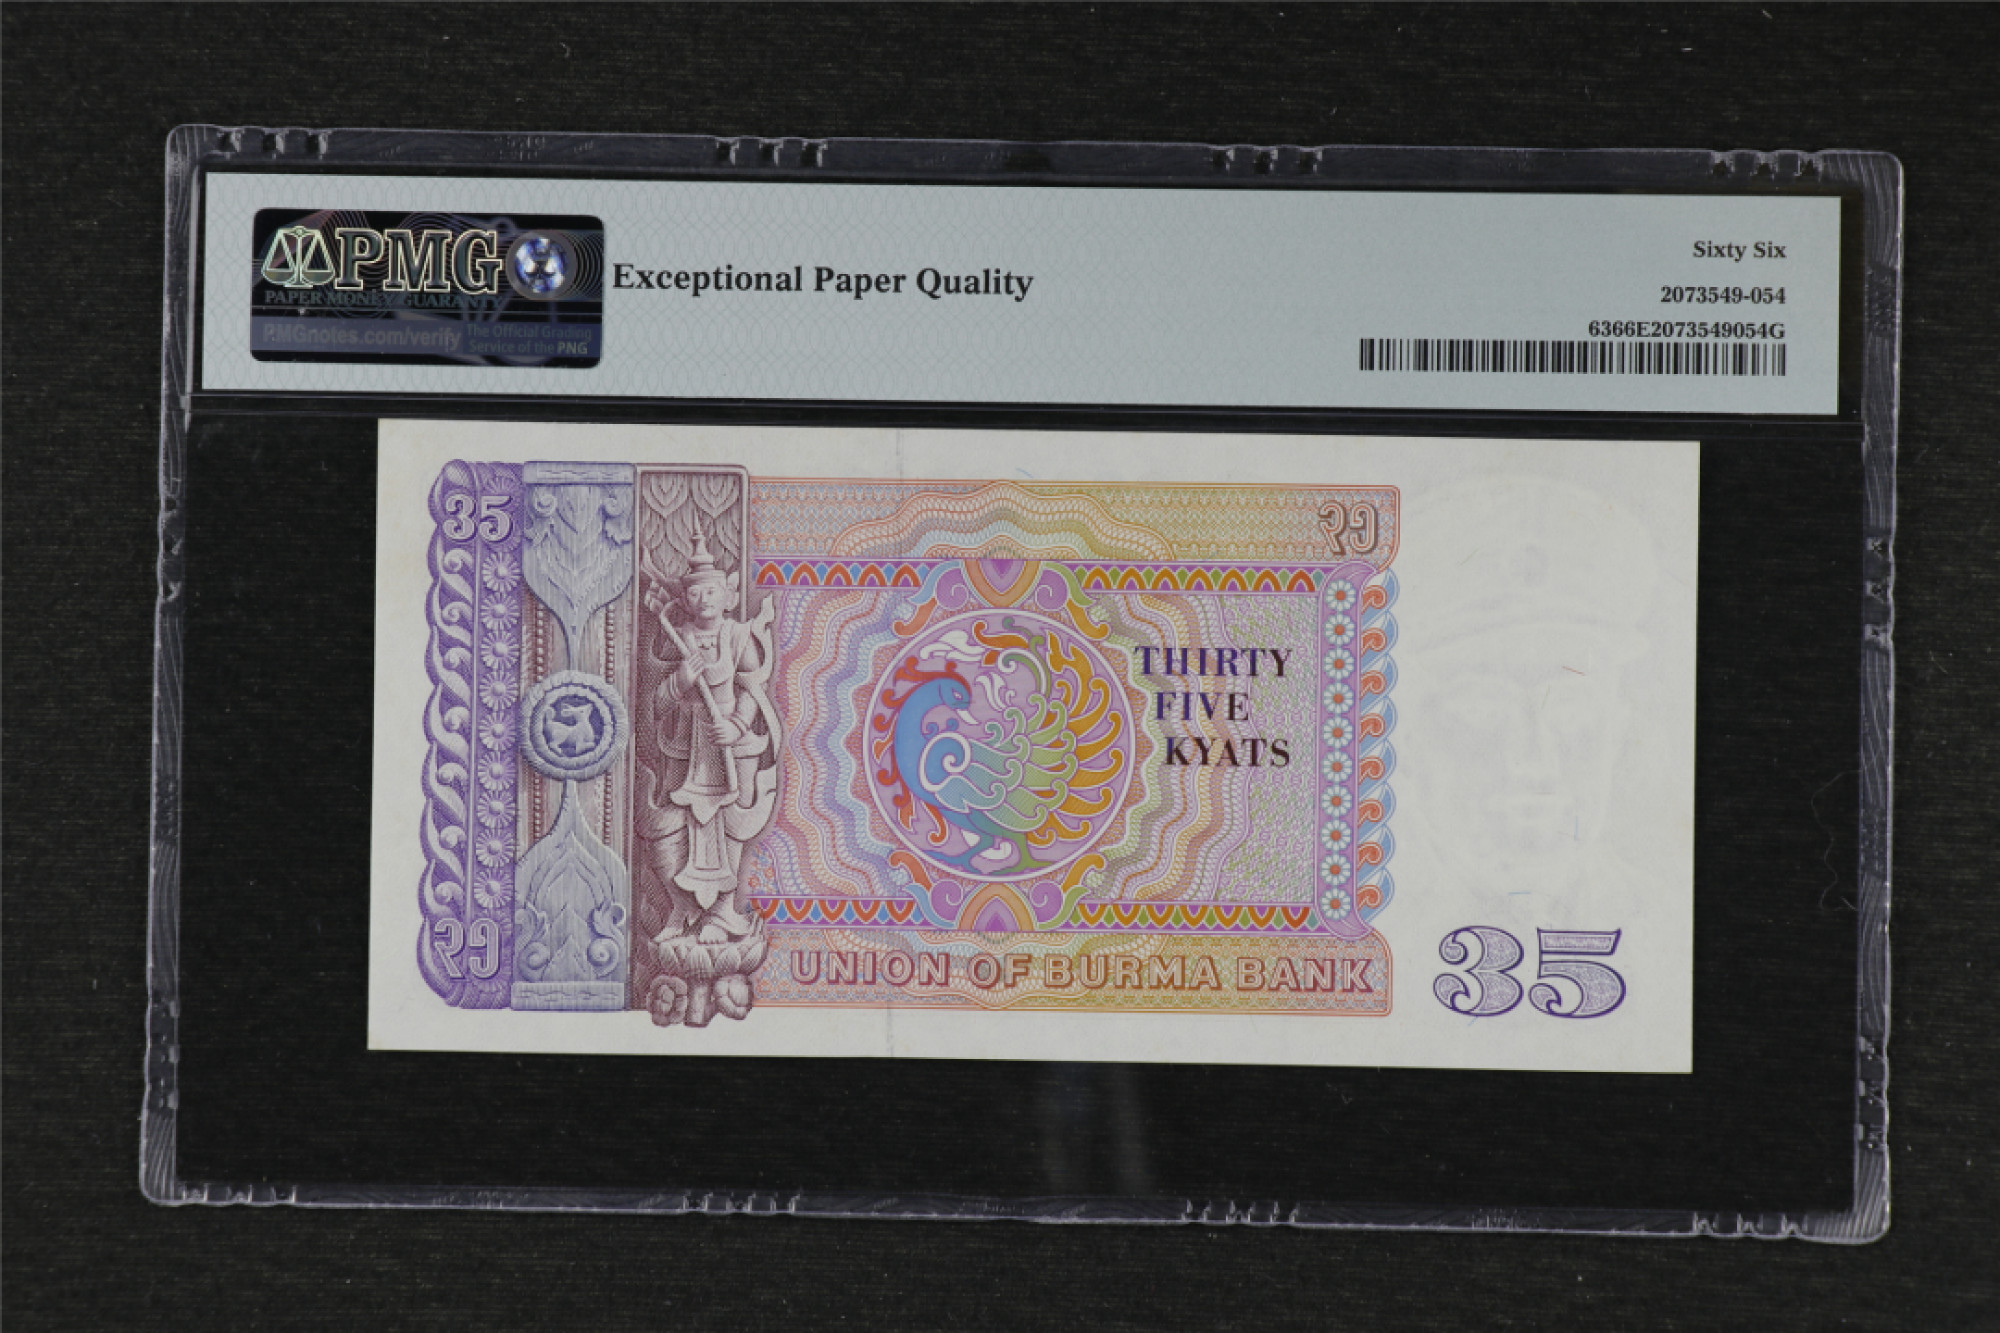 PMG
PAPER MONEY GUARANTY
PMGnotes.com/verify
The Official Grading
Service of the PNG
Exceptional Paper Quality
Sixty Six
2073549-054
6366E2073549054G
35
၃၅
THIRTY
FIVE
KYATS
၃၅
UNION OF BURMA BANK
35